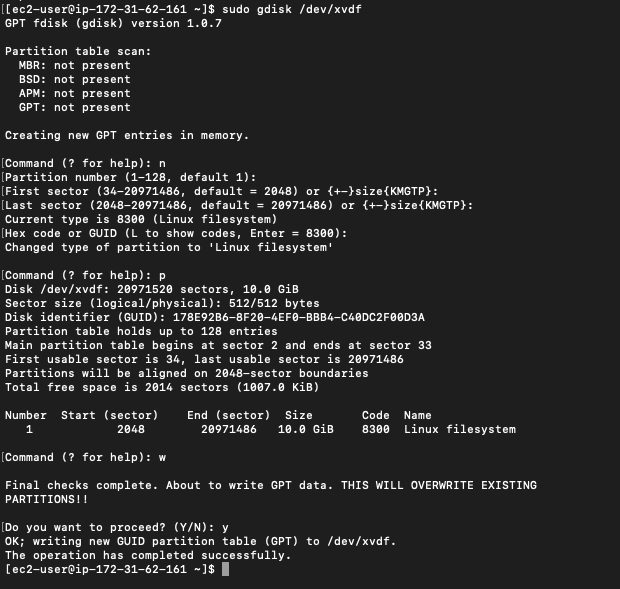 [[ec2-user@ip-172-31-62-161 ~]$ sudo gdisk /dev/xvdf
GPT fdisk (gdisk) version 1.0.7
Partition table scan:
MBR: not present
BSD: not present
APM: not present
GPT: not present
Creating new GPT entries in memory.
[Command (? for help): n
[Partition number (1-128, default 1):
[First sector (34-20971486, default = 2048) or {+-}size{KMGTP}:
[Last sector (2048-20971486, default = 20971486) or {+-}size{KMGTP}:
Current type is 8300 (Linux filesystem)
[Hex code or GUID (L to show codes, Enter = 8300):
Changed type of partition to 'Linux filesystem'
[Command (? for help): p
Disk /dev/xvdf: 20971520 sectors, 10.0 GiB
Sector size (logical/physical): 512/512 bytes
Disk identifier (GUID): 178E92B6-8F20-4EF0-BBB4-C40DC2F00D3A
Partition table holds up to 128 entries
Main partition table begins at sector 2 and ends at sector 33
First usable sector is 34, last usable sector is 20971486
Partitions will be aligned on 2048-sector boundaries
Total free space is 2014 sectors (1007.0 KiB)
Number  Start (sector)    End (sector)  Size       Code  Name
1            2048        20971486   10.0 GiB    8300  Linux filesystem
[Command (? for help): w
Final checks complete. About to write GPT data. THIS WILL OVERWRITE EXISTING
PARTITIONS!!
[Do you want to proceed? (Y/N): y
OK; writing new GUID partition table (GPT) to /dev/xvdf.
The operation has completed successfully.
[ec2-user@ip-172-31-62-161 ~]$